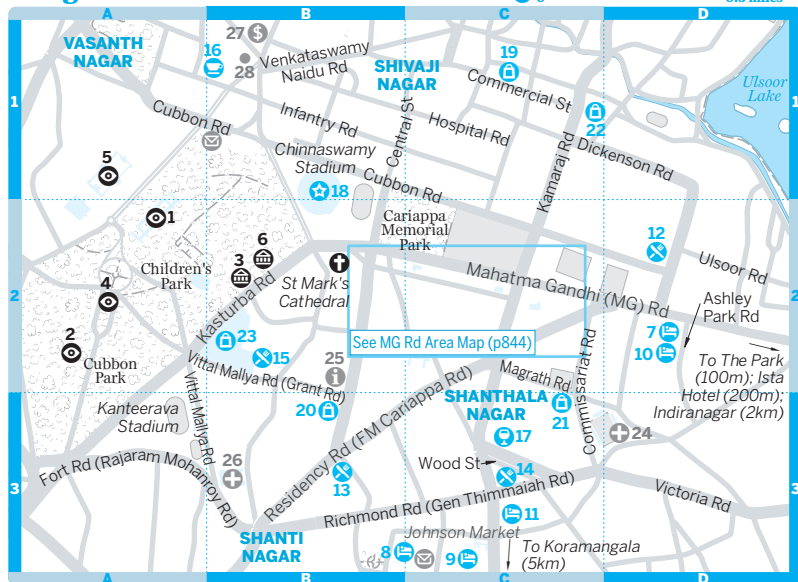 A
B
C
D
VASANTH
NAGAR
16
27
$
28
Venkataswamy
Naidu Rd
SHIVAJI
NAGAR
19
Commercial St
Ulsoor
Lake
1
1
Cubbon Rd
Infantry Rd
Central St
Hospital Rd
22
Kamaraj Rd
Dickenson Rd
5
Chinnaswamy
Stadium
18
Cubbon Rd
1
Cariappa
Memorial
Park
12
6
3
Children's
Park
St Mark's
Cathedral
Mahatma Gandhi (MG) Rd
Ulsoor Rd
2
2
4
Kasturba Rd
Ashley
Park Rd
7
10
2
Cubbon
Park
23
15
See MG Rd Area Map (p844)
25
i
Vittal Mallya Rd (Grant Rd)
Magrath Rd
Commissariat Rd
To The Park
(100m); Ista
Hotel (200m);
Indiranagar (2km)
Kanteerava
Stadium
Vittal Mallya Rd
20
Residency Rd (FM Cariappa Rd)
SHANTHALA
NAGAR
21
17
24
Fort Rd (Rajaram Mohanroy Rd)
26
13
Wood St
14
3
3
Richmond Rd (Gen Thimmaiah Rd)
Victoria Rd
11
SHANTI
NAGAR
Johnson Market
8
9
To Koramangala
(5km)
A
B
C
D